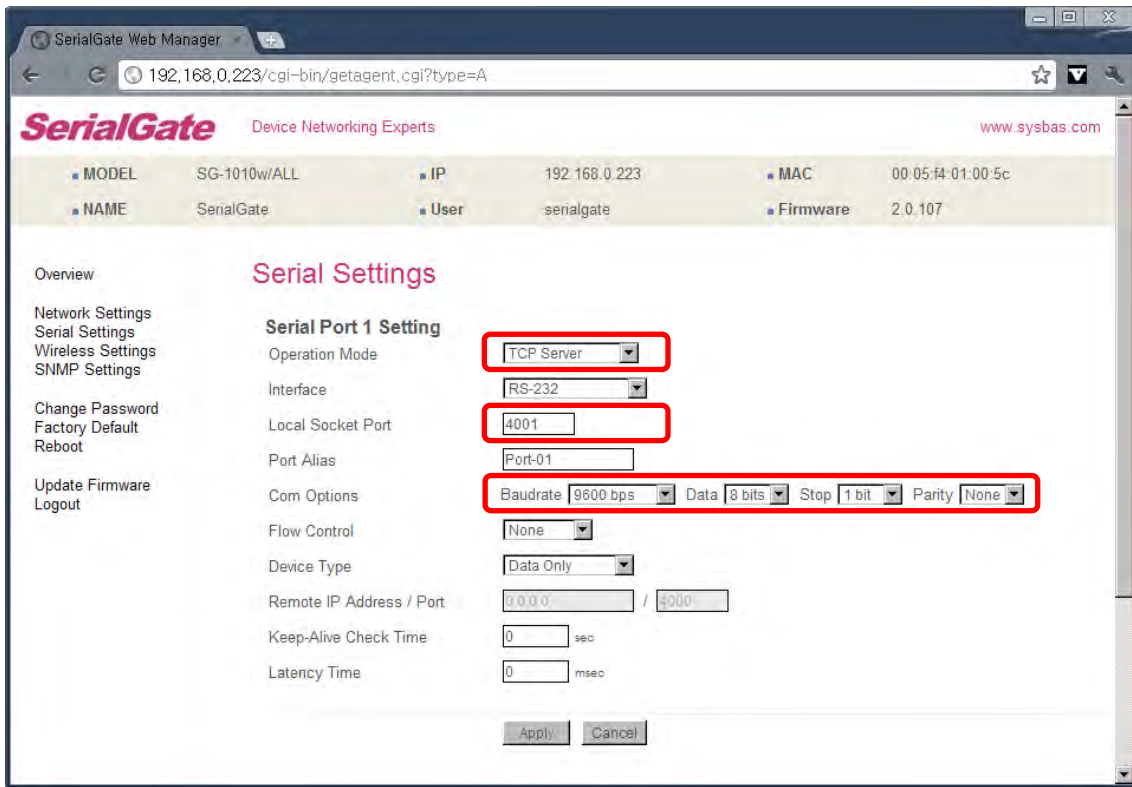 SerialGate Web Manager
192,168,0,223/cgi-bin/getagent,cgi?type=A
SerialGate Device Networking Experts www.sysbas.com
MODEL SG-1010w/ALL IP 192.168.0.223 MAC 00:05:f4:01:00:5c
NAME SerialGate User serialgate Firmware 2.0.107
Overview
Network Settings
Serial Settings
Wireless Settings
SNMP Settings
Change Password
Factory Default
Reboot
Update Firmware
Logout
Serial Settings
Serial Port 1 Setting
Operation Mode TCP Server
Interface RS-232
Local Socket Port 4001
Port Alias Port-01
Com Options Baudrate 9600 bps Data 8 bits Stop 1 bit Parity None
Flow Control None
Device Type Data Only
Remote IP Address / Port 0.0.0.0 / 4000
Keep-Alive Check Time 0 sec
Latency Time 0 msec
Apply Cancel